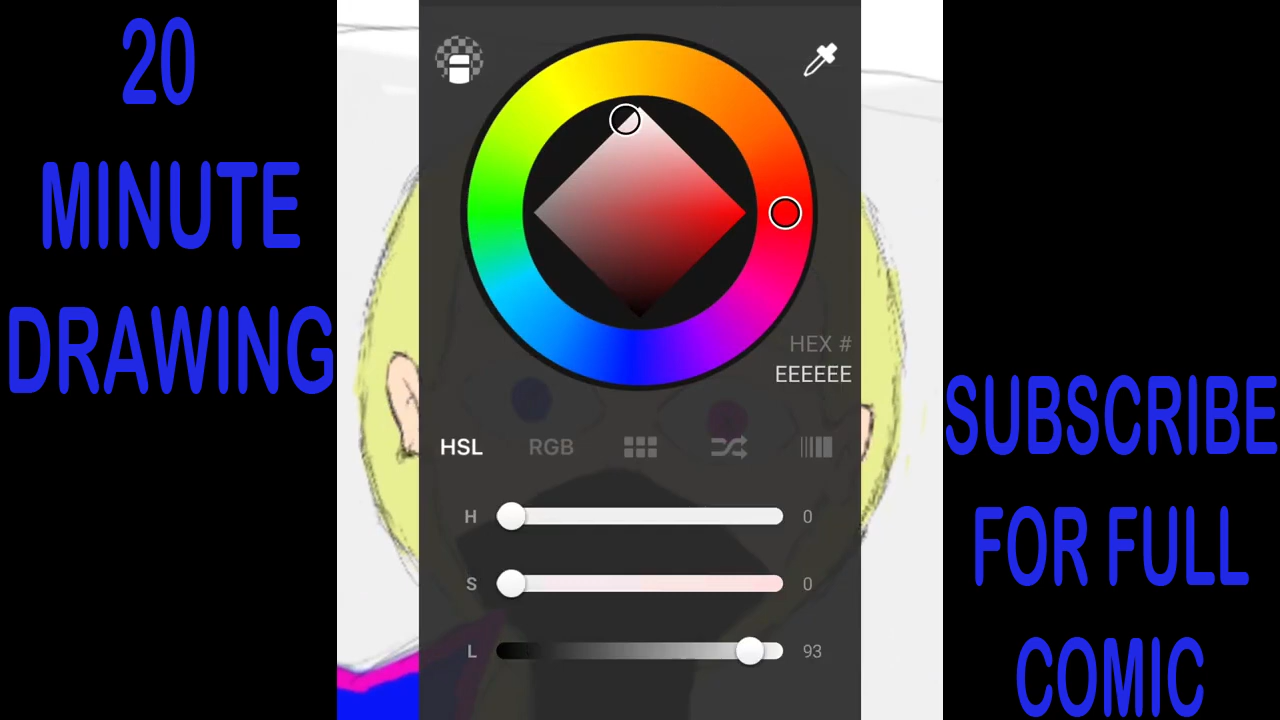 20
MINUTE
DRAWING
HEX #
EEEEEE
HSL RGB
H 0
S 0
L 93
SUBSCRIBE
FOR FULL
COMIC